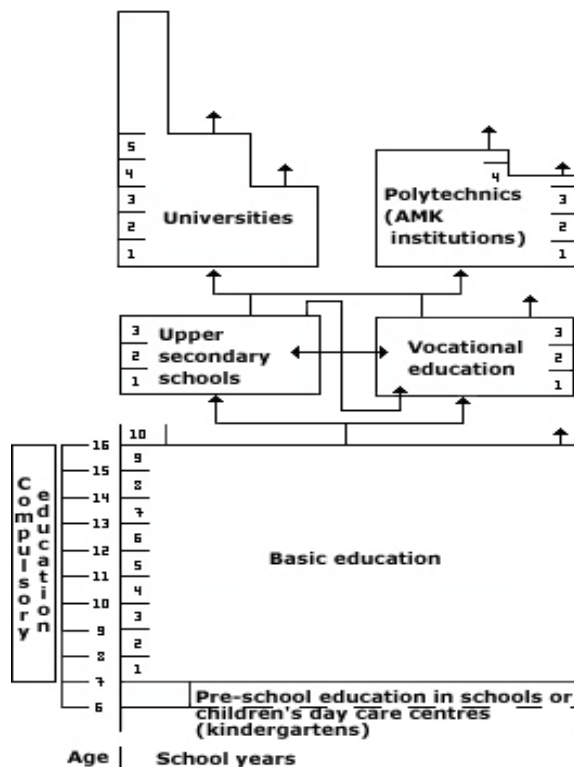 5
4
3
2
1
Universities
4
Polytechnics
(AMK
institutions)
3
2
1
3
2
1
Upper
secondary
schools
Vocational
education
3
2
1
Compulsory
education
16
15
14
13
12
11
10
9
8
7
6
10
9
8
7
6
5
4
3
2
1
Basic education
Pre-school education in schools or
children's day care centres
(kindergartens)
Age
School years